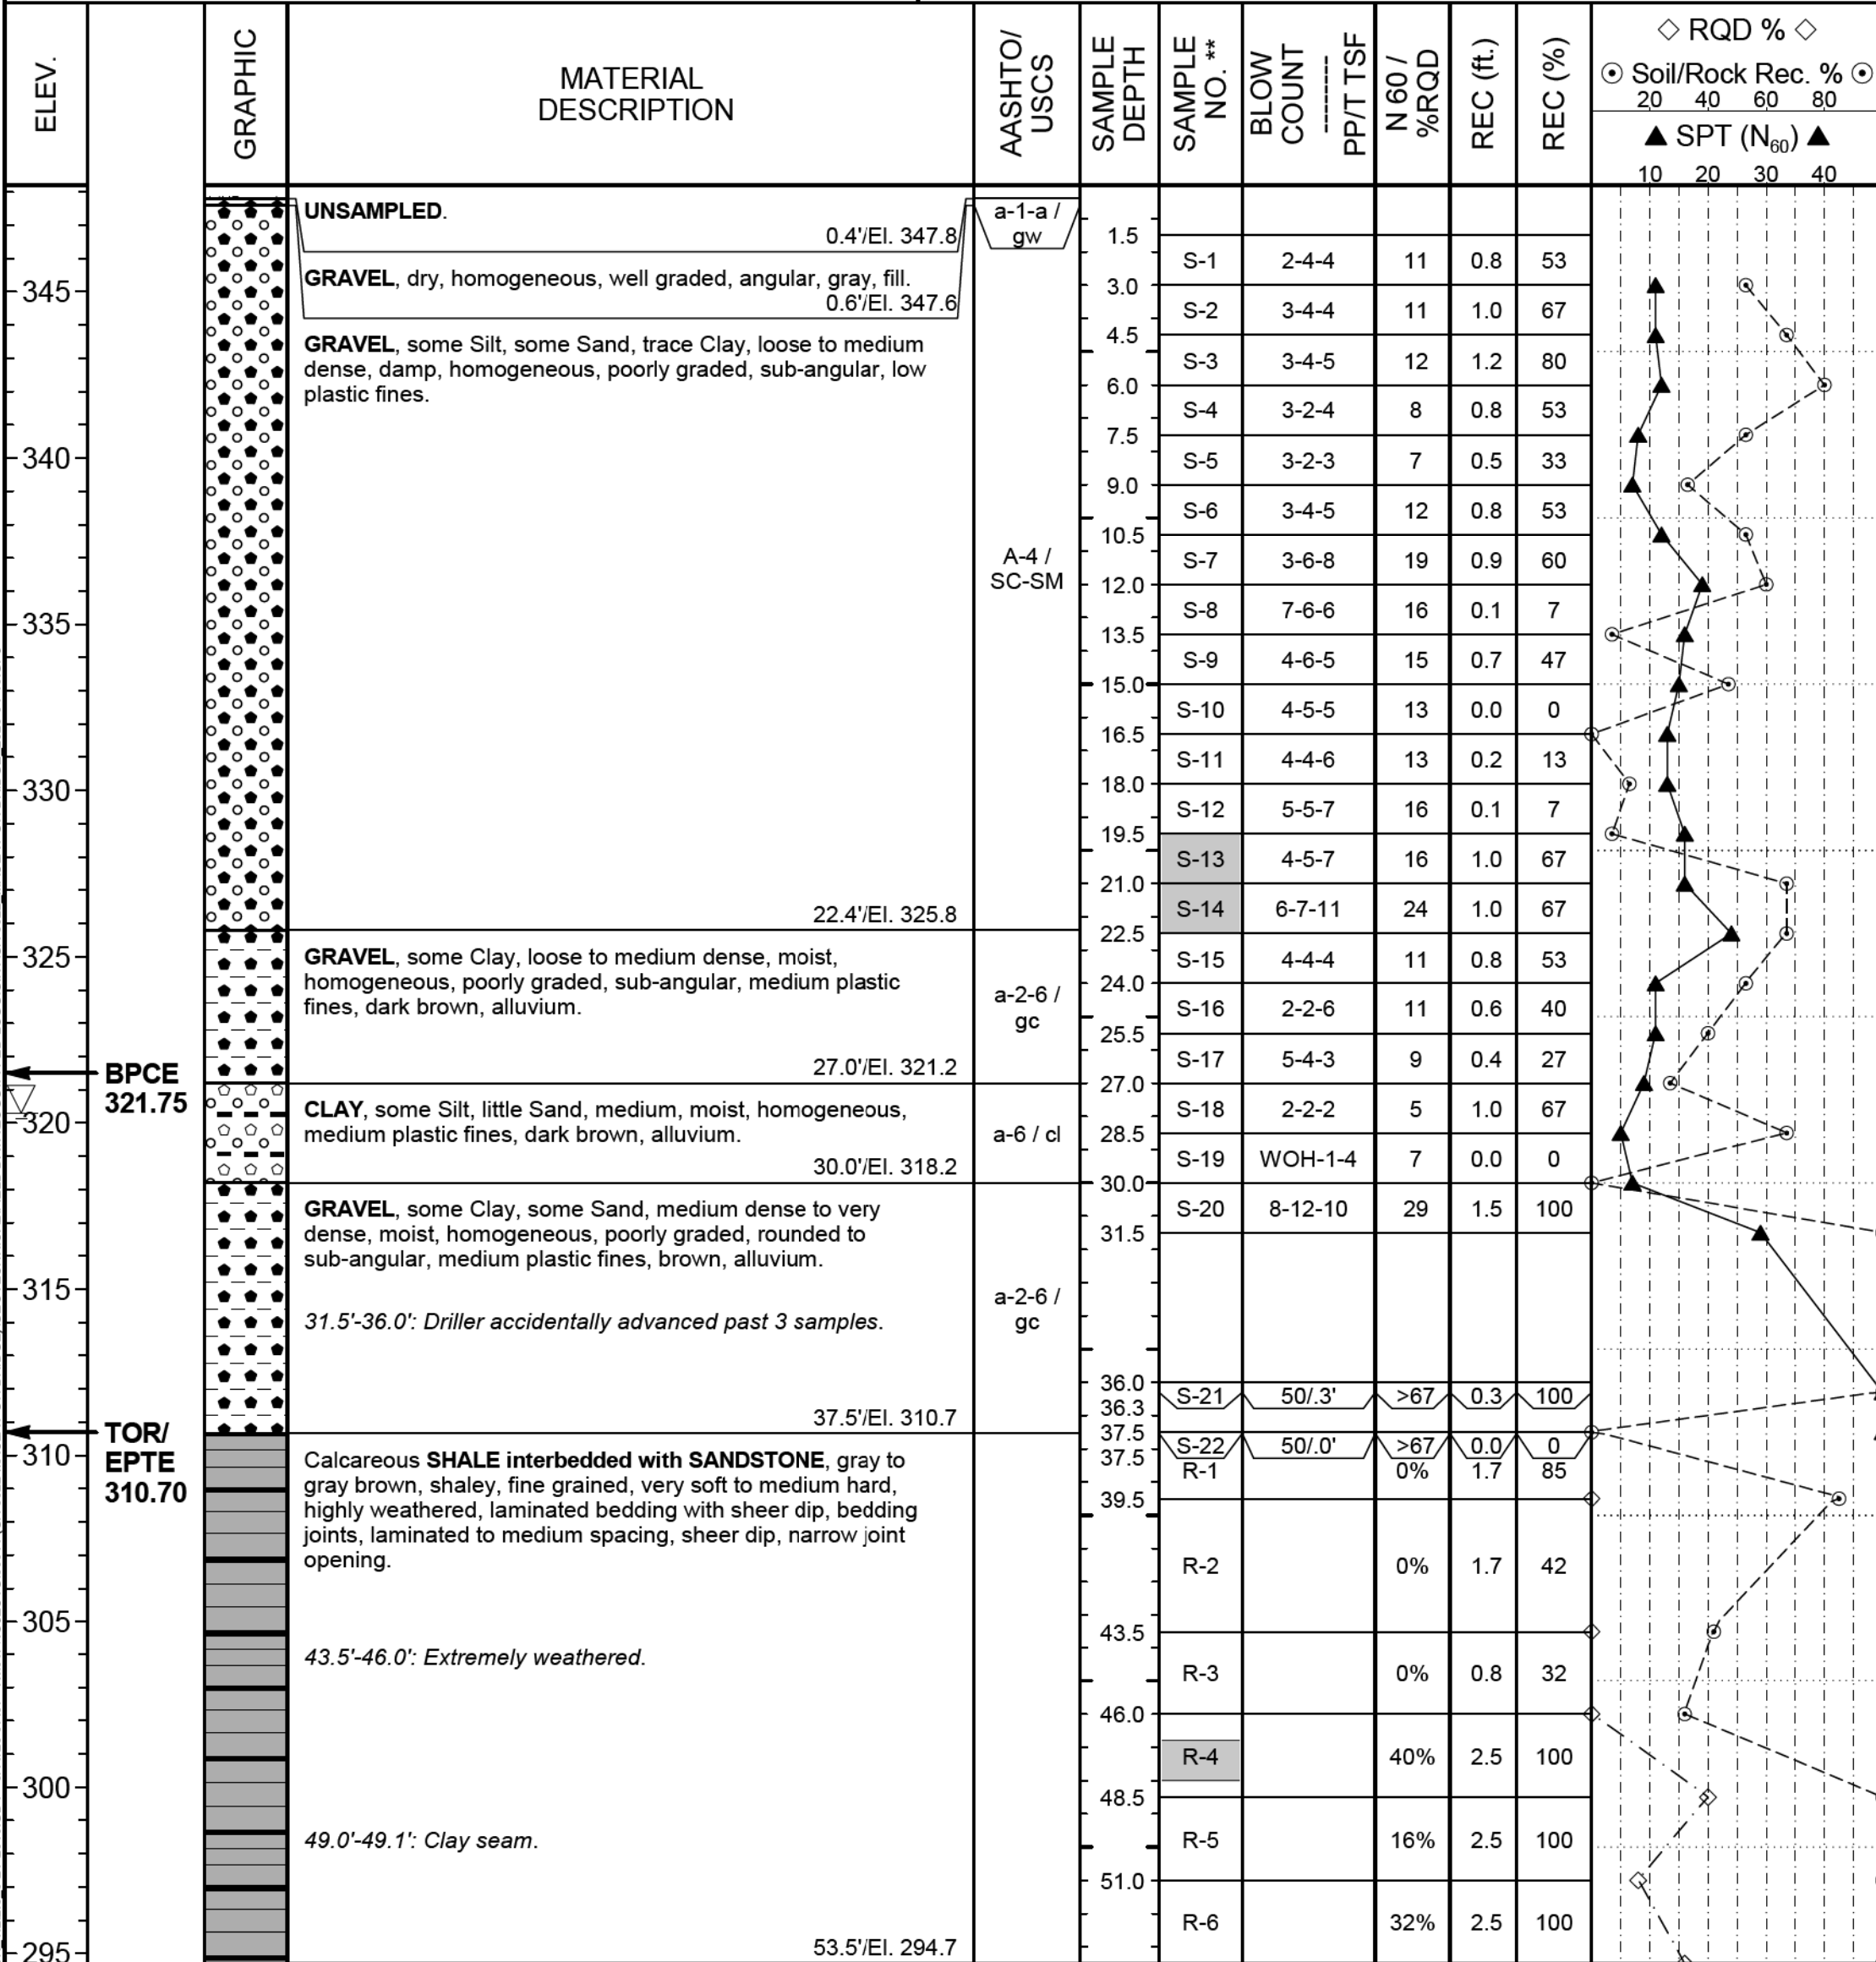 ELEV.
GRAPHIC
MATERIAL
DESCRIPTION
AASHTO/
USCS
SAMPLE
DEPTH
SAMPLE
NO. **
BLOW
COUNT
--------
PP/T TSF
N 60 /
%RQD
REC (ft.)
REC (%)
RQD %
Soil/Rock Rec. %
20 40 60 80
SPT (N60)
10 20 30 40
UNSAMPLED.
0.4'/El. 347.8
GRAVEL, dry, homogeneous, well graded, angular, gray, fill.
0.6'/El. 347.6
a-1-a /
gw
GRAVEL, some Silt, some Sand, trace Clay, loose to medium
dense, damp, homogeneous, poorly graded, sub-angular, low
plastic fines.
22.4'/El. 325.8
A-4 /
SC-SM
GRAVEL, some Clay, loose to medium dense, moist,
homogeneous, poorly graded, sub-angular, medium plastic
fines, dark brown, alluvium.
27.0'/El. 321.2
a-2-6 /
gc
CLAY, some Silt, little Sand, medium, moist, homogeneous,
medium plastic fines, dark brown, alluvium.
30.0'/El. 318.2
a-6 / cl
GRAVEL, some Clay, some Sand, medium dense to very
dense, moist, homogeneous, poorly graded, rounded to
sub-angular, medium plastic fines, brown, alluvium.
31.5'-36.0': Driller accidentally advanced past 3 samples.
37.5'/El. 310.7
a-2-6 /
gc
Calcareous SHALE interbedded with SANDSTONE, gray to
gray brown, shaley, fine grained, very soft to medium hard,
highly weathered, laminated bedding with sheer dip, bedding
joints, laminated to medium spacing, sheer dip, narrow joint
opening.
43.5'-46.0': Extremely weathered.
49.0'-49.1': Clay seam.
53.5'/El. 294.7
345
340
335
330
325
320
315
310
305
300
295
BPCE
321.75
TOR/
EPTE
310.70
1.5
S-1 2-4-4 11 0.8 53
3.0
S-2 3-4-4 11 1.0 67
4.5
S-3 3-4-5 12 1.2 80
6.0
S-4 3-2-4 8 0.8 53
7.5
S-5 3-2-3 7 0.5 33
9.0
S-6 3-4-5 12 0.8 53
10.5
S-7 3-6-8 19 0.9 60
12.0
S-8 7-6-6 16 0.1 7
13.5
S-9 4-6-5 15 0.7 47
15.0
S-10 4-5-5 13 0.0 0
16.5
S-11 4-4-6 13 0.2 13
18.0
S-12 5-5-7 16 0.1 7
19.5
S-13 4-5-7 16 1.0 67
21.0
S-14 6-7-11 24 1.0 67
22.5
S-15 4-4-4 11 0.8 53
24.0
S-16 2-2-6 11 0.6 40
25.5
S-17 5-4-3 9 0.4 27
27.0
S-18 2-2-2 5 1.0 67
28.5
S-19 WOH-1-4 7 0.0 0
30.0
S-20 8-12-10 29 1.5 100
31.5
36.0
S-21 50/.3' >67 0.3 100
36.3
37.5
S-22 50/.0' >67 0.0 0
37.5
R-1 0% 1.7 85
39.5
R-2 0% 1.7 42
43.5
R-3 0% 0.8 32
46.0
R-4 40% 2.5 100
48.5
R-5 16% 2.5 100
51.0
R-6 32% 2.5 100